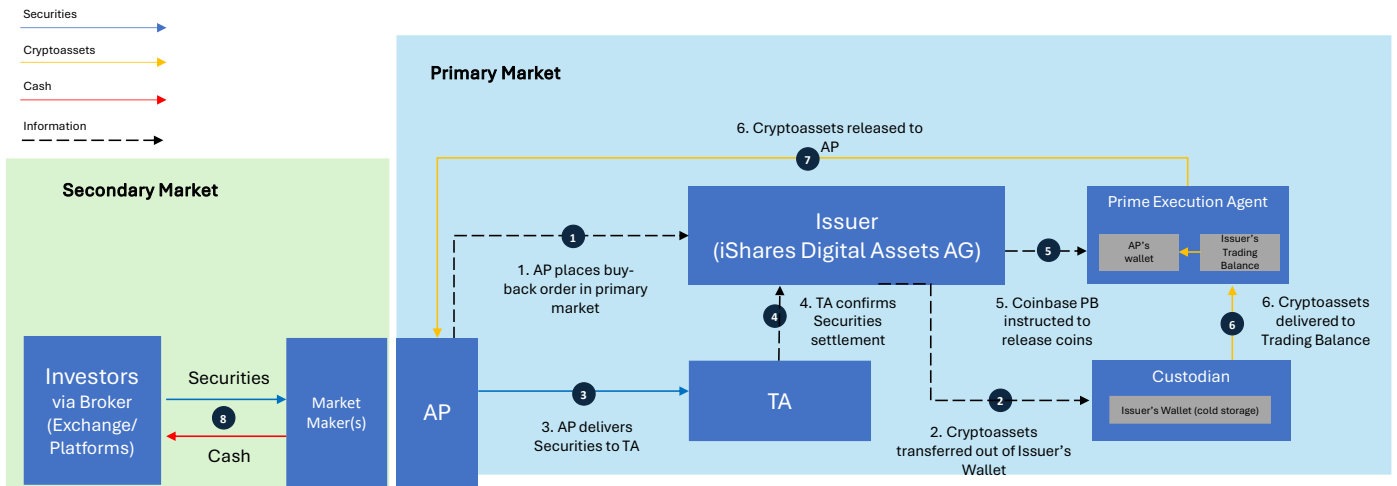 Securities
Cryptoassets
Cash
Information
Primary Market
Secondary Market
6. Cryptoassets released to
AP
7
Issuer
(iShares Digital Assets AG)
Prime Execution Agent
AP's
wallet
Issuer's
Trading
Balance
1
5
1. AP places buy-
back order in primary
market
4
4. TA confirms
Securities
settlement
5. Coinbase PB
instructed to
release coins
6
6. Cryptoassets
delivered to
Trading Balance
Investors
via Broker
(Exchange/
Platforms)
Securities
8
Cash
Market
Maker(s)
AP
3
3. AP delivers
Securities to TA
TA
2
2. Cryptoassets
transferred out of Issuer's
Wallet
Custodian
Issuer's Wallet (cold storage)